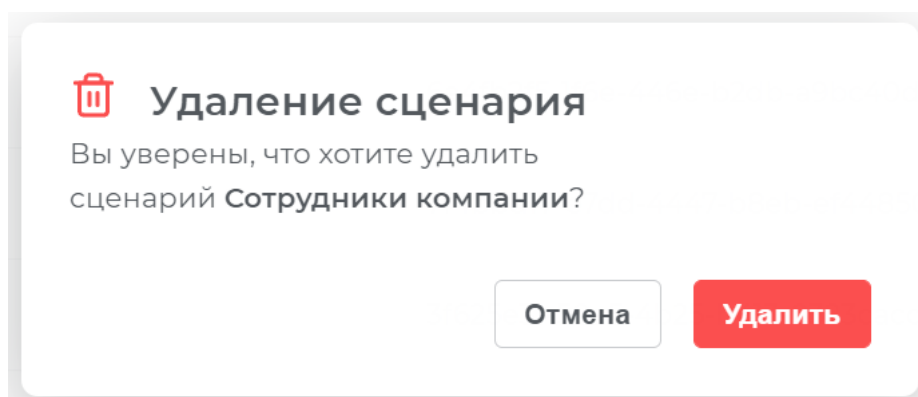 Удаление сценария
Вы уверены, что хотите удалить
сценарий Сотрудники компании?
Отмена
Удалить